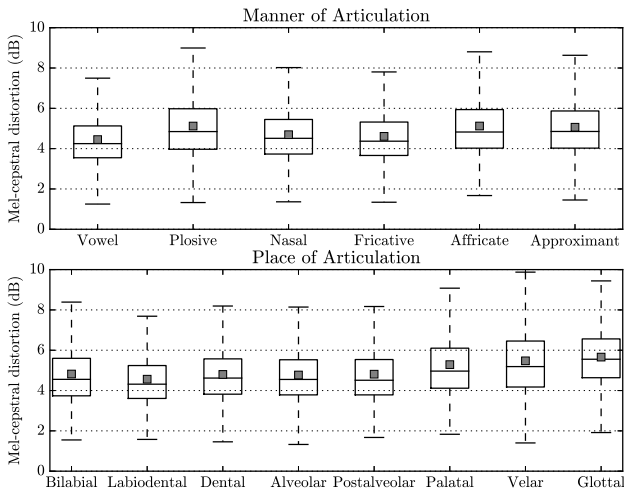 Manner of Articulation
Mel-cepstral distortion (dB)
10
8
6
4
2
0
Vowel Plosive Nasal Fricative Affricate Approximant
Place of Articulation
Mel-cepstral distortion (dB)
10
8
6
4
2
0
Bilabial Labiodental Dental Alveolar Postalveolar Palatal Velar Glottal